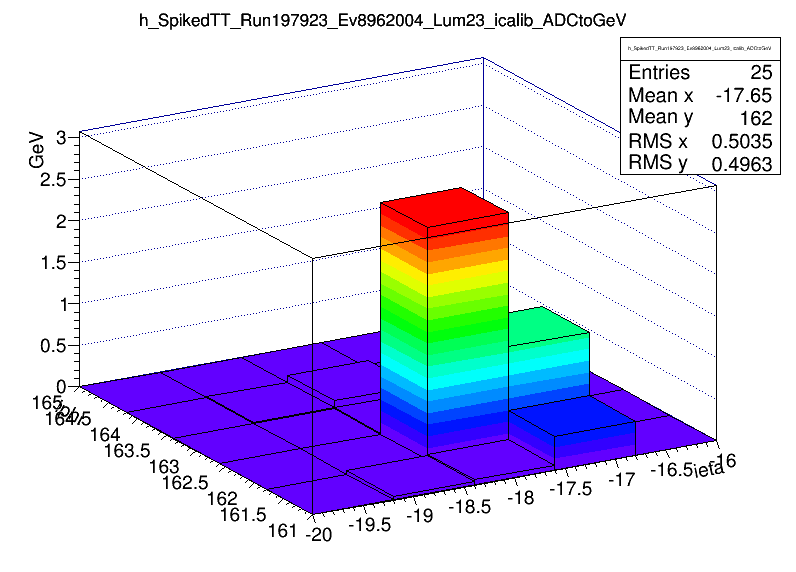 h_SpikedTT_Run197923_Ev8962004_Lum23_icalib_ADCtoGeV
h_SpikedTT_Run197923_Ev8962004_Lum23_icalib_ADCtoGeV
Entries 25
Mean x -17.65
Mean y 162
RMS x 0.5035
RMS y 0.4963
GeV
3
2.5
2
1.5
1
0.5
0
165
164.5
164
163.5
163
162.5
162
161.5
161
-20
-19.5
-19
-18.5
-18
-17.5
-17
-16.5
-16
ieta